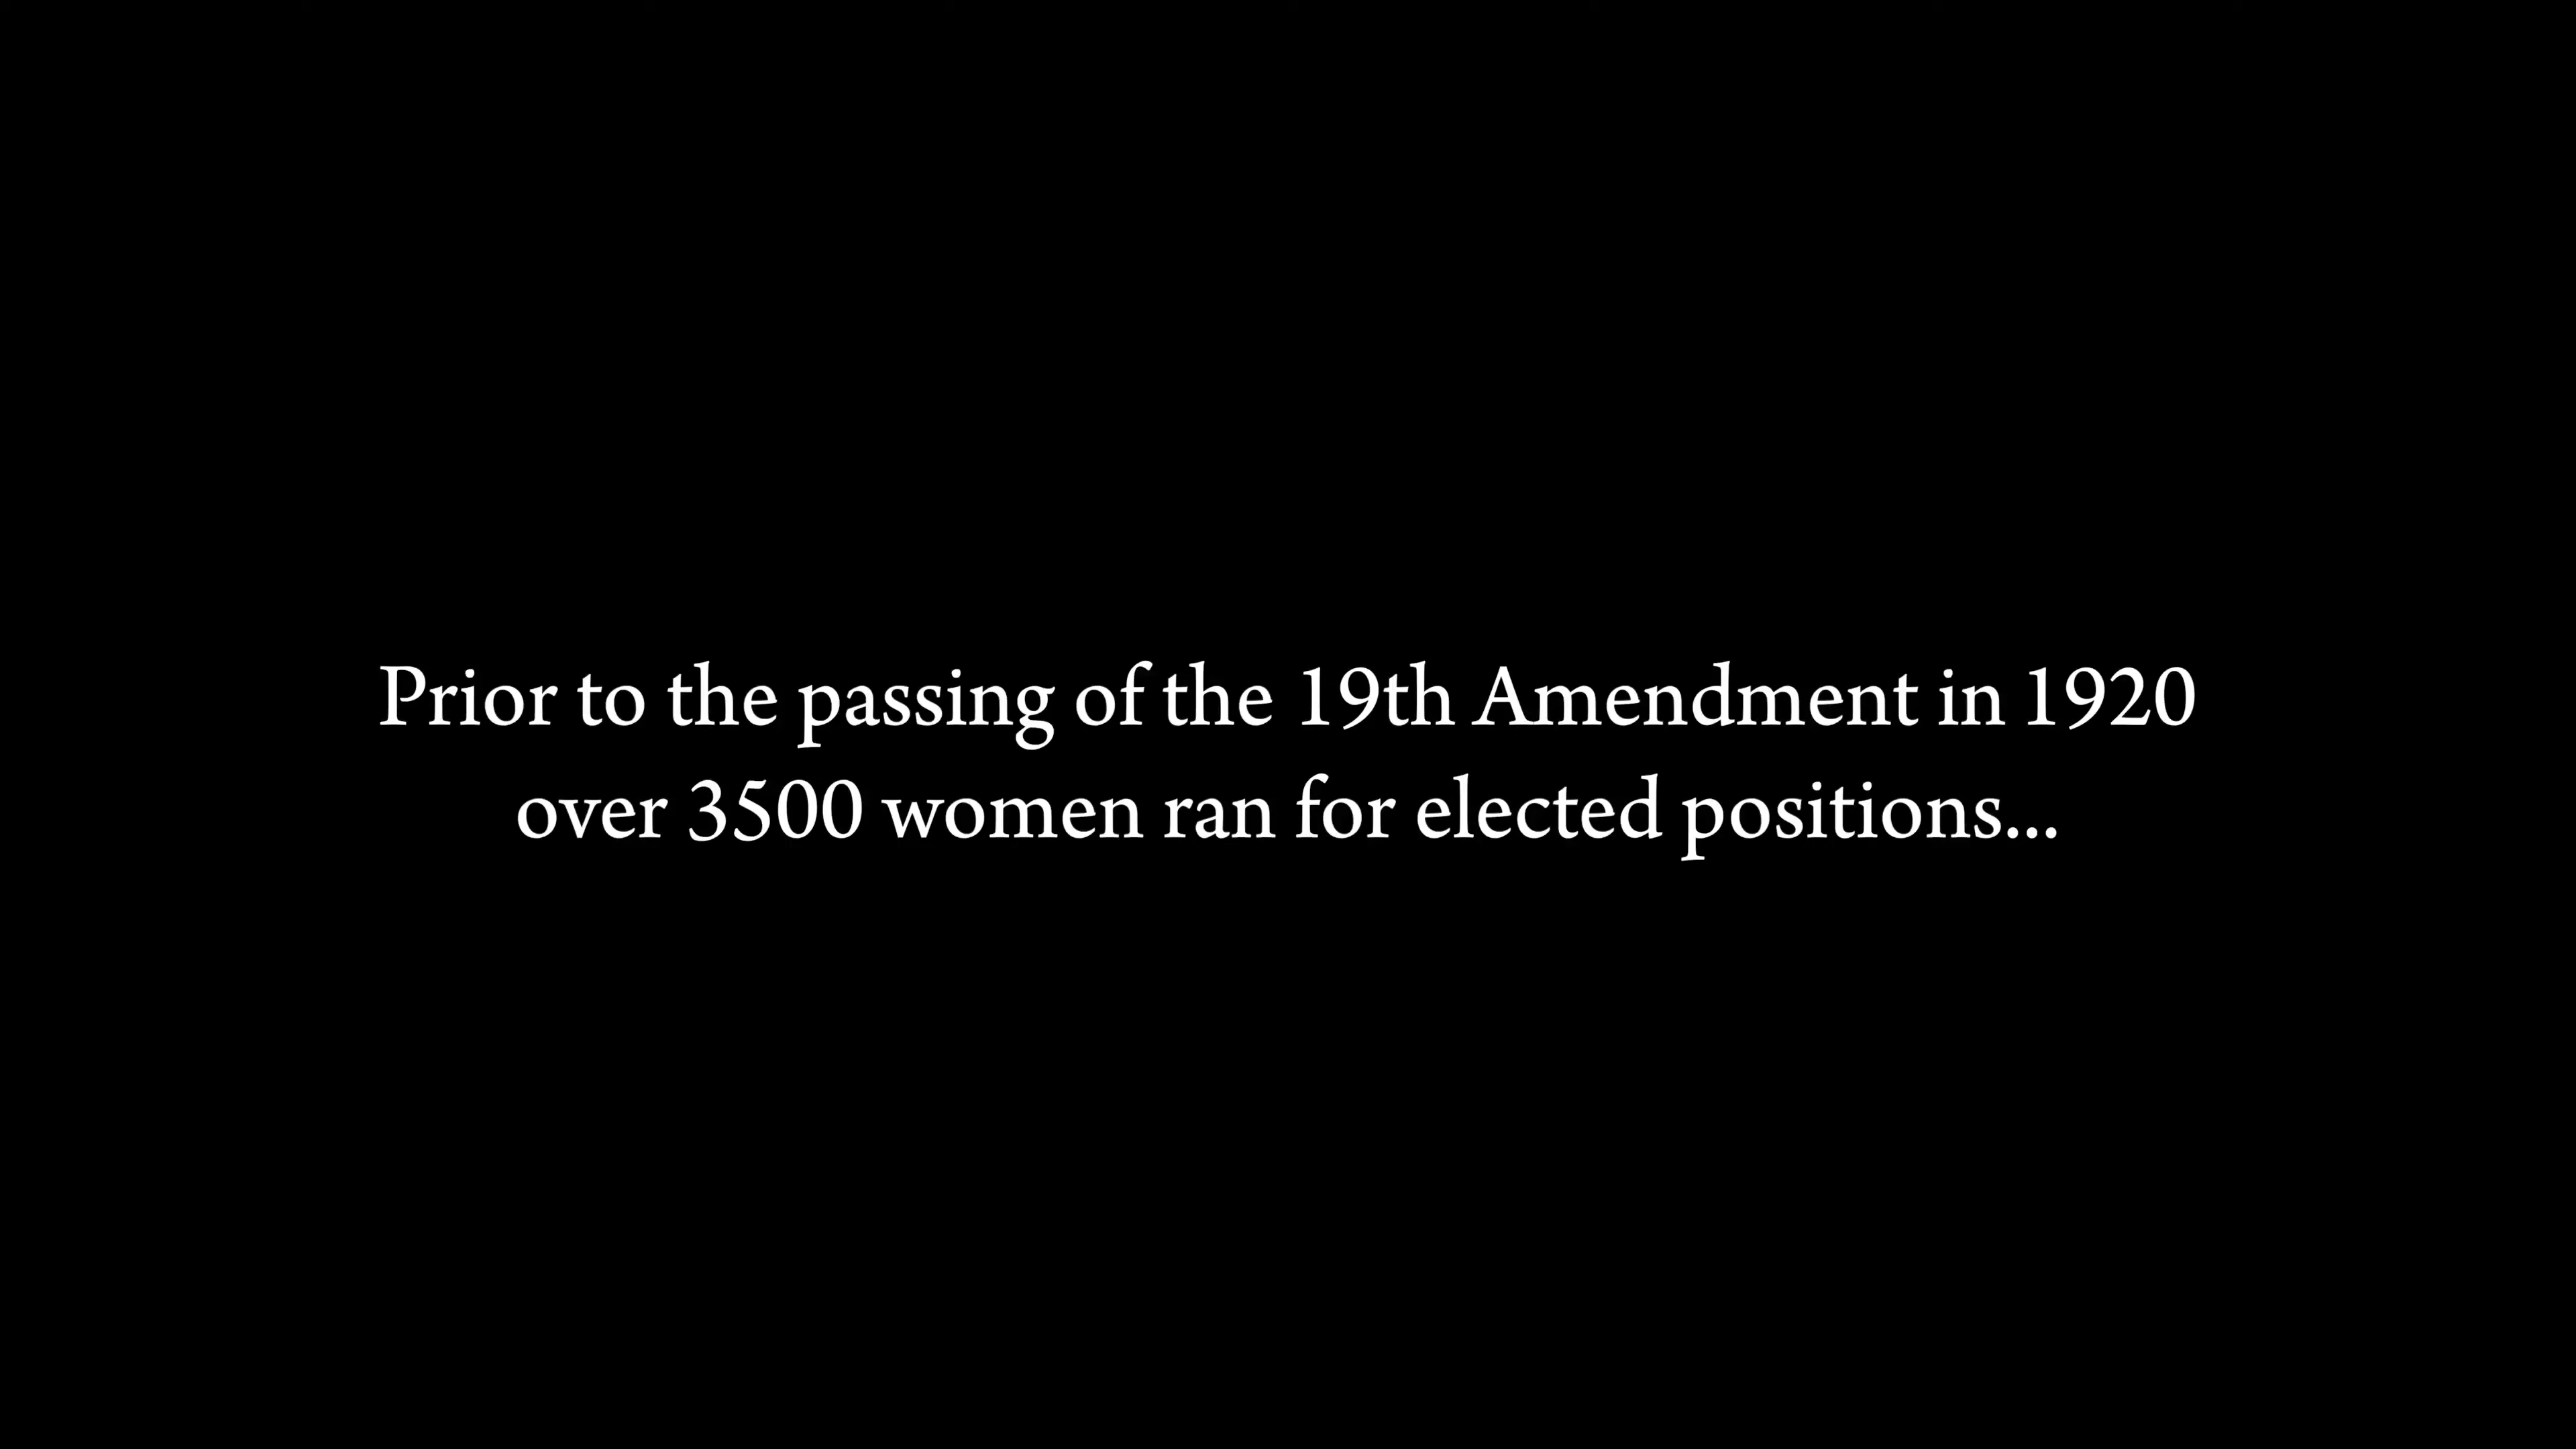 Prior to the passing of the 19th Amendment in 1920
over 3500 women ran for elected positions...